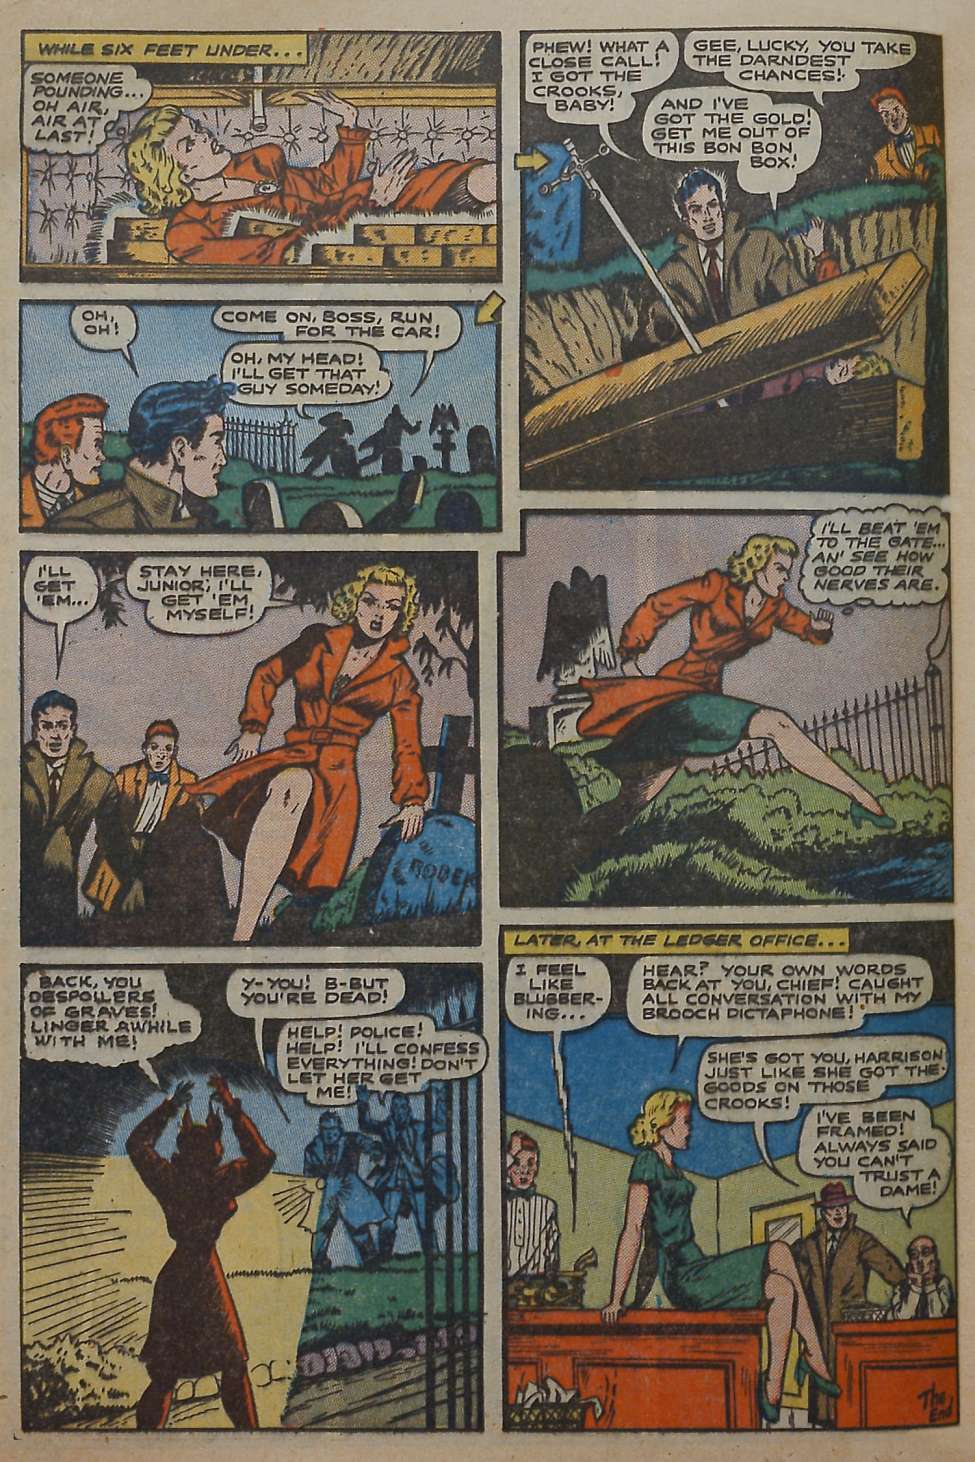 WHILE SIX FEET UNDER...
SOMEONE
POUNDING...
OH AIR,
AIR AT
LAST!
PHEW! WHAT A
CLOSE CALL!
I GOT THE
CROOKS,
BABY!
GEE, LUCKY, YOU TAKE
THE DARNDEST
CHANCES!
AND I'VE
GOT THE GOLD!
GET ME OUT OF
THIS BON BON
BOX!
OH,
OH!
COME ON, BOSS, RUN
FOR THE CAR!
OH, MY HEAD!
I'LL GET THAT
GUY SOMEDAY!
I'LL
GET
'EM...
STAY HERE,
JUNIOR, I'LL
GET 'EM
MYSELF!
I'LL BEAT 'EM
TO THE GATE...
AN' SEE HOW
GOOD THEIR
NERVES ARE.
BACK, YOU
DESPOILERS
OF GRAVES!
LINGER AWHILE
WITH ME!
Y-YOU! B-BUT
YOU'RE DEAD!
HELP! POLICE!
HELP! I'LL CONFESS
EVERYTHING! DON'T
LET HER GET
ME!
LATER, AT THE LEDGER OFFICE...
I FEEL
LIKE
BLUBBER-
ING...
HEAR? YOUR OWN WORDS
BACK AT YOU, CHIEF! CAUGHT
ALL CONVERSATION WITH MY
BROOCH DICTAPHONE!
SHE'S GOT YOU, HARRISON
JUST LIKE SHE GOT THE
GOODS ON THOSE
CROOKS!
I'VE BEEN
FRAMED!
ALWAYS SAID
YOU CAN'T
TRUST A
DAME!
The
End